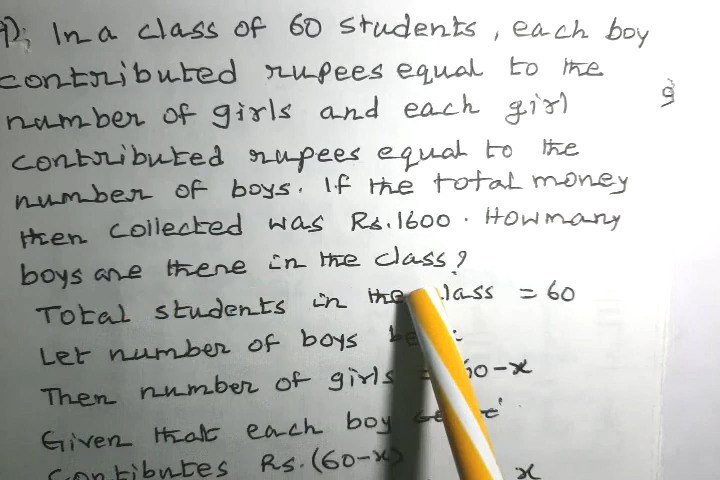 In a class of 60 students, each boy
contributed rupees equal to the
number of girls and each girl
contributed rupees equal to the
number of boys. If the total money
then collected was Rs.1600. How many
boys are there in the class?
Total students in the class = 60
Let number of boys
Then number of girls = 60-x
Given that each boy
Contibutes Rs.(60-x)
x